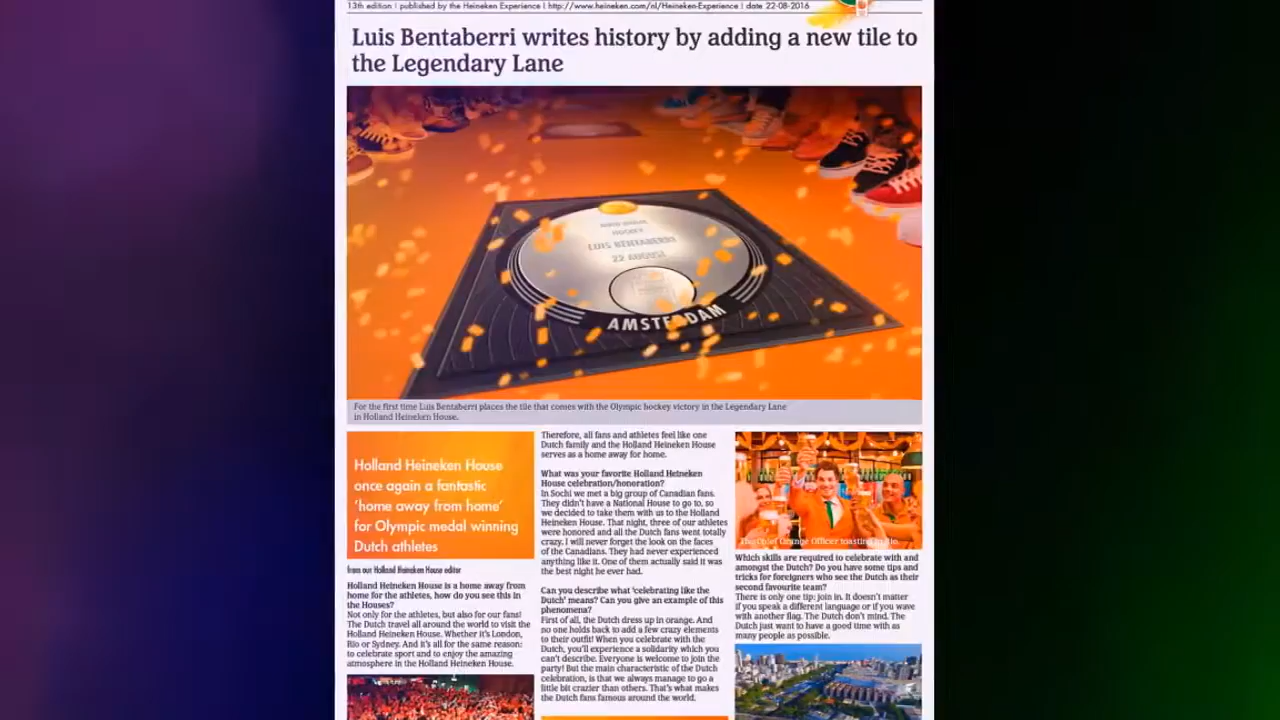 13th edition | published by the Heineken Experience | http://www.heineken.com/nl/Heineken-Experience | date 22-08-2016
Luis Bentaberri writes history by adding a new tile to
the Legendary Lane
HOCKEY
LUIS BENTABERRI
22 AUGUST
AMSTERDAM
For the first time Luis Bentaberri places the tile that comes with the Olympic hockey victory in the Legendary Lane
in Holland Heineken House.
Holland Heineken House
once again a fantastic
‘home away from home’
for Olympic medal winning
Dutch athletes
from our Holland Heineken House editor
Holland Heineken House is a home away from
home for the athletes, how do you see this in
the Houses?
Not only for the athletes, but also for our fans!
The Dutch travel all around the world to visit the
Holland Heineken House. Whether it's London,
Rio or Sydney. And it's all for the same reason:
to celebrate sport and to enjoy the amazing
atmosphere in the Holland Heineken House.
Therefore, all fans and athletes feel like one
Dutch family and the Holland Heineken House
serves as a home away for home.
What was your favorite Holland Heineken
House celebration/honoration?
In Sochi we met a big group of Canadian fans.
They didn't have a National House to go to, so
we decided to take them with us to the Holland
Heineken House. That night, three of our athletes
were honored and all the Dutch fans went totally
crazy. I will never forget the look on the faces
of the Canadians. They had never experienced
anything like it. One of them actually said it was
the best night he ever had.
Can you describe what 'celebrating like the
Dutch' means? Can you give an example of this
phenomena?
First of all, the Dutch dress up in orange. And
no one holds back to add a few crazy elements
to their outfit! When you celebrate with the
Dutch, you'll experience a solidarity which you
can't describe. Everyone is welcome to join the
party! But the main characteristic of the Dutch
celebration, is that we always manage to go a
little bit crazier than others. That's what makes
the Dutch fans famous around the world.
The Chief Orange Officer toasting in Rio.
Which skills are required to celebrate with and
amongst the Dutch? Do you have some tips and
tricks for foreigners who see the Dutch as their
second favourite team?
There is only one tip: join in. It doesn't matter
if you speak a different language or if you wave
with another flag. The Dutch don't mind. The
Dutch just want to have a good time with as
many people as possible.